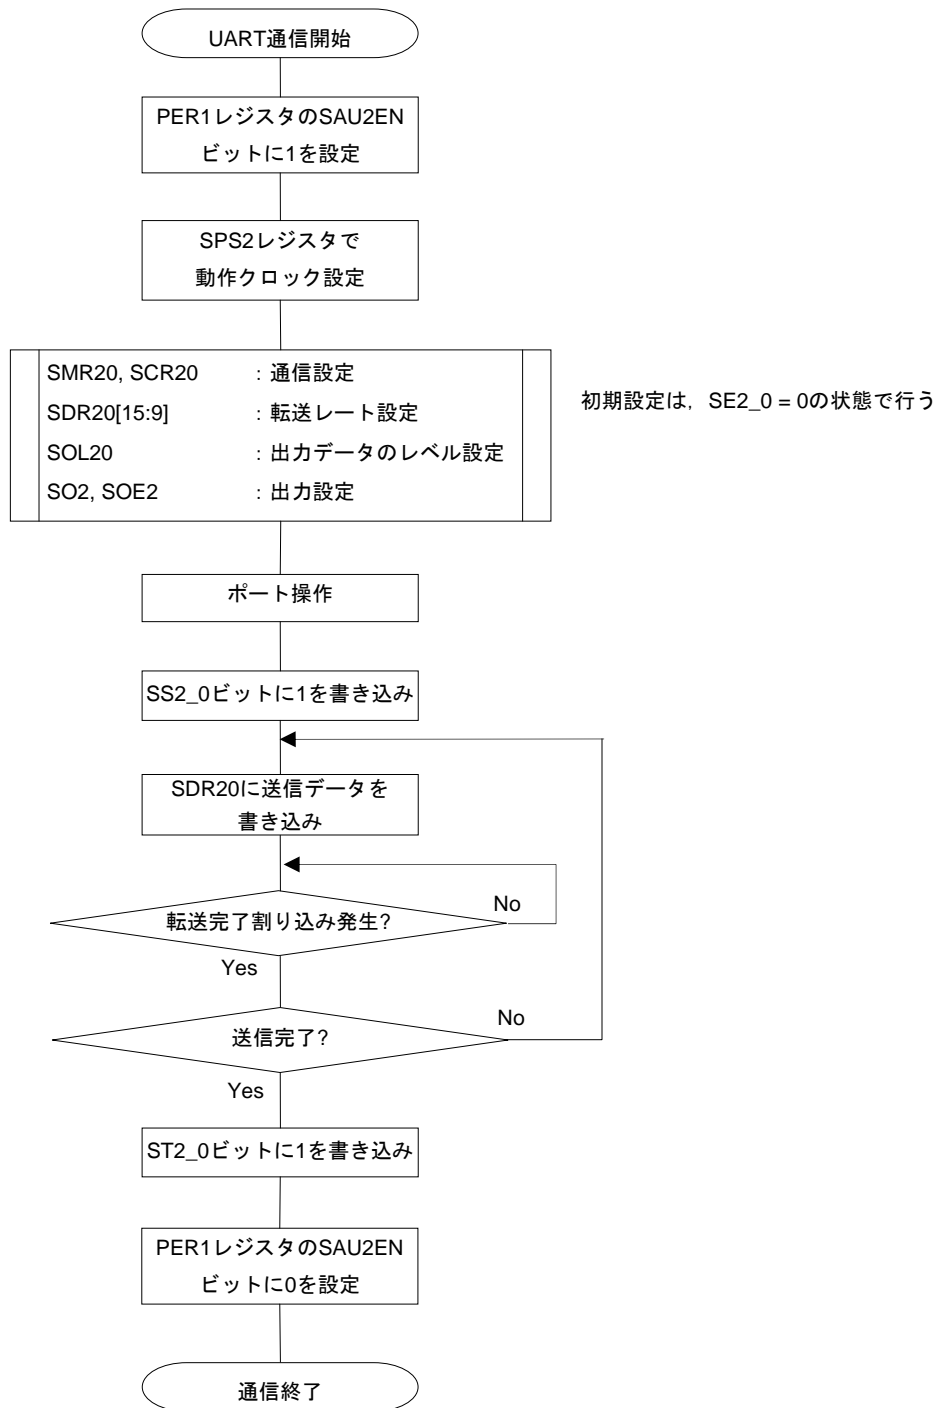 UART通信開始
PER1レジスタのSAU2EN
ビットに1を設定
SPS2レジスタで
動作クロック設定
SMR20, SCR20 : 通信設定
SDR20[15:9] : 転送レート設定
SOL20 : 出力データのレベル設定
SO2, SOE2 : 出力設定
初期設定は，SE2_0 = 0の状態で行う
ポート操作
SS2_0ビットに1を書き込み
SDR20に送信データを
書き込み
転送完了割り込み発生?
No
Yes
送信完了?
No
Yes
ST2_0ビットに1を書き込み
PER1レジスタのSAU2EN
ビットに0を設定
通信終了